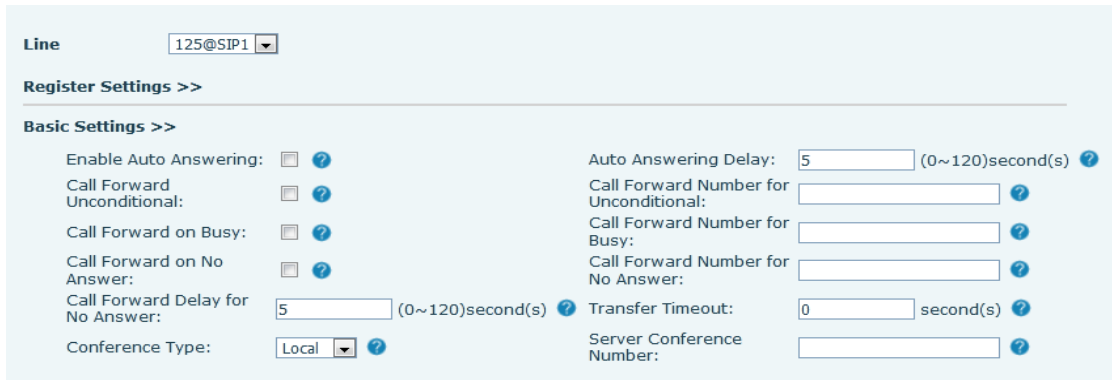 Line 125@SIP1
Register Settings >>
Basic Settings >>
Enable Auto Answering: ? Auto Answering Delay: 5 (0~120)second(s) ?
Call Forward
Unconditional: ? Call Forward Number for
Unconditional: ?
Call Forward on Busy: ? Call Forward Number for
Busy: ?
Call Forward on No
Answer: ? Call Forward Number for
No Answer: ?
Call Forward Delay for
No Answer: 5 (0~120)second(s) ? Transfer Timeout: 0 second(s) ?
Conference Type: Local ? Server Conference
Number: ?